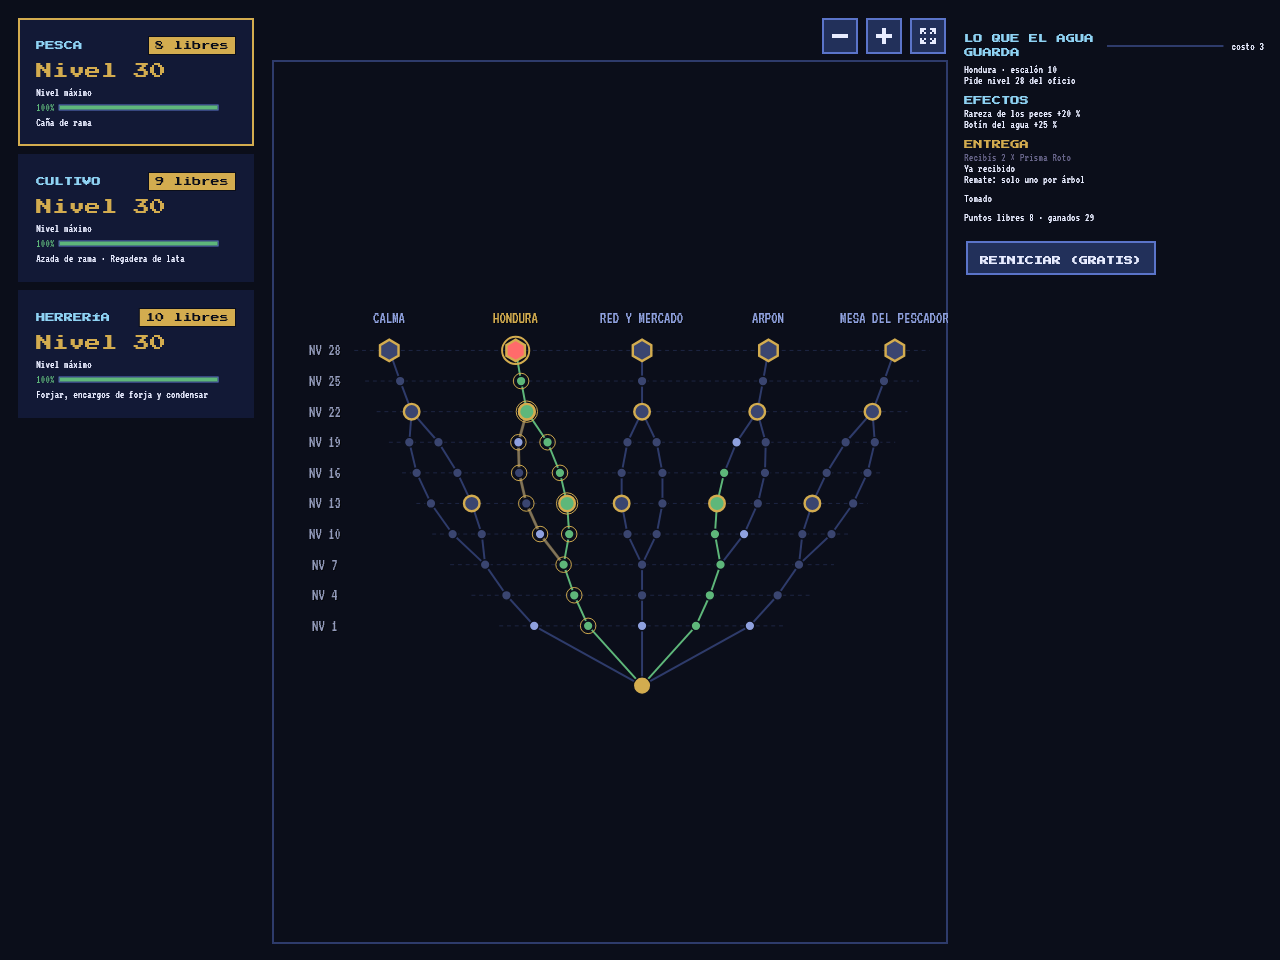 PESCA
8 libres
Nivel 30
Nivel máximo
100%
Caña de rama
CULTIVO
9 libres
Nivel 30
Nivel máximo
100%
Azada de rama · Regadera de lata
HERRERíA
10 libres
Nivel 30
Nivel máximo
100%
Forjar, encargos de forja y condensar
CALMA
HONDURA
RED Y MERCADO
ARPON
MESA DEL PESCADOR
NV 28
NV 25
NV 22
NV 19
NV 16
NV 13
NV 10
NV 7
NV 4
NV 1
LO QUE EL AGUA
GUARDA
costo 3
Hondura · escalón 10
Pide nivel 28 del oficio
EFECTOS
Rareza de los peces +20 %
Botín del agua +25 %
ENTREGA
Recibís 2 × Prisma Roto
Ya recibido
Remate: solo uno por árbol
Tomado
Puntos libres 8 · ganados 29
REINICIAR (GRATIS)